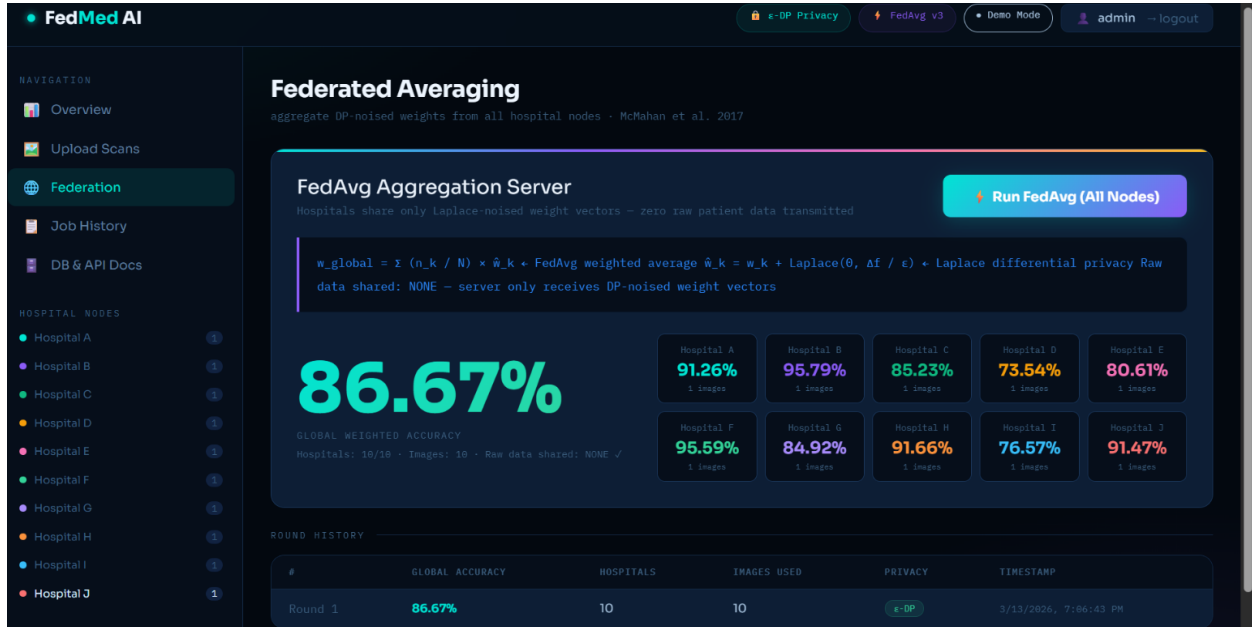 FedMed AI
ε-DP Privacy
FedAvg v3
Demo Mode
admin → logout
NAVIGATION
Overview
Upload Scans
Federation
Job History
DB & API Docs
HOSPITAL NODES
Hospital A 1
Hospital B 1
Hospital C 1
Hospital D 1
Hospital E 1
Hospital F 1
Hospital G 1
Hospital H 1
Hospital I 1
Hospital J 1
Federated Averaging
aggregate DP-noised weights from all hospital nodes · McMahan et al. 2017
FedAvg Aggregation Server
Hospitals share only Laplace-noised weight vectors — zero raw patient data transmitted
Run FedAvg (All Nodes)
w_global = Σ (n_k / N) × ŵ_k ← FedAvg weighted average ŵ_k = w_k + Laplace(0, Δf / ε) ← Laplace differential privacy Raw
data shared: NONE — server only receives DP-noised weight vectors
86.67%
GLOBAL WEIGHTED ACCURACY
Hospitals: 10/10 · Images: 10 · Raw data shared: NONE ✓
Hospital A
91.26%
1 images
Hospital B
95.79%
1 images
Hospital C
85.23%
1 images
Hospital D
73.54%
1 images
Hospital E
80.61%
1 images
Hospital F
95.59%
1 images
Hospital G
84.92%
1 images
Hospital H
91.66%
1 images
Hospital I
76.57%
1 images
Hospital J
91.47%
1 images
ROUND HISTORY
# GLOBAL ACCURACY HOSPITALS IMAGES USED PRIVACY TIMESTAMP
Round 1 86.67% 10 10 ε-DP 3/13/2026, 7:06:43 PM